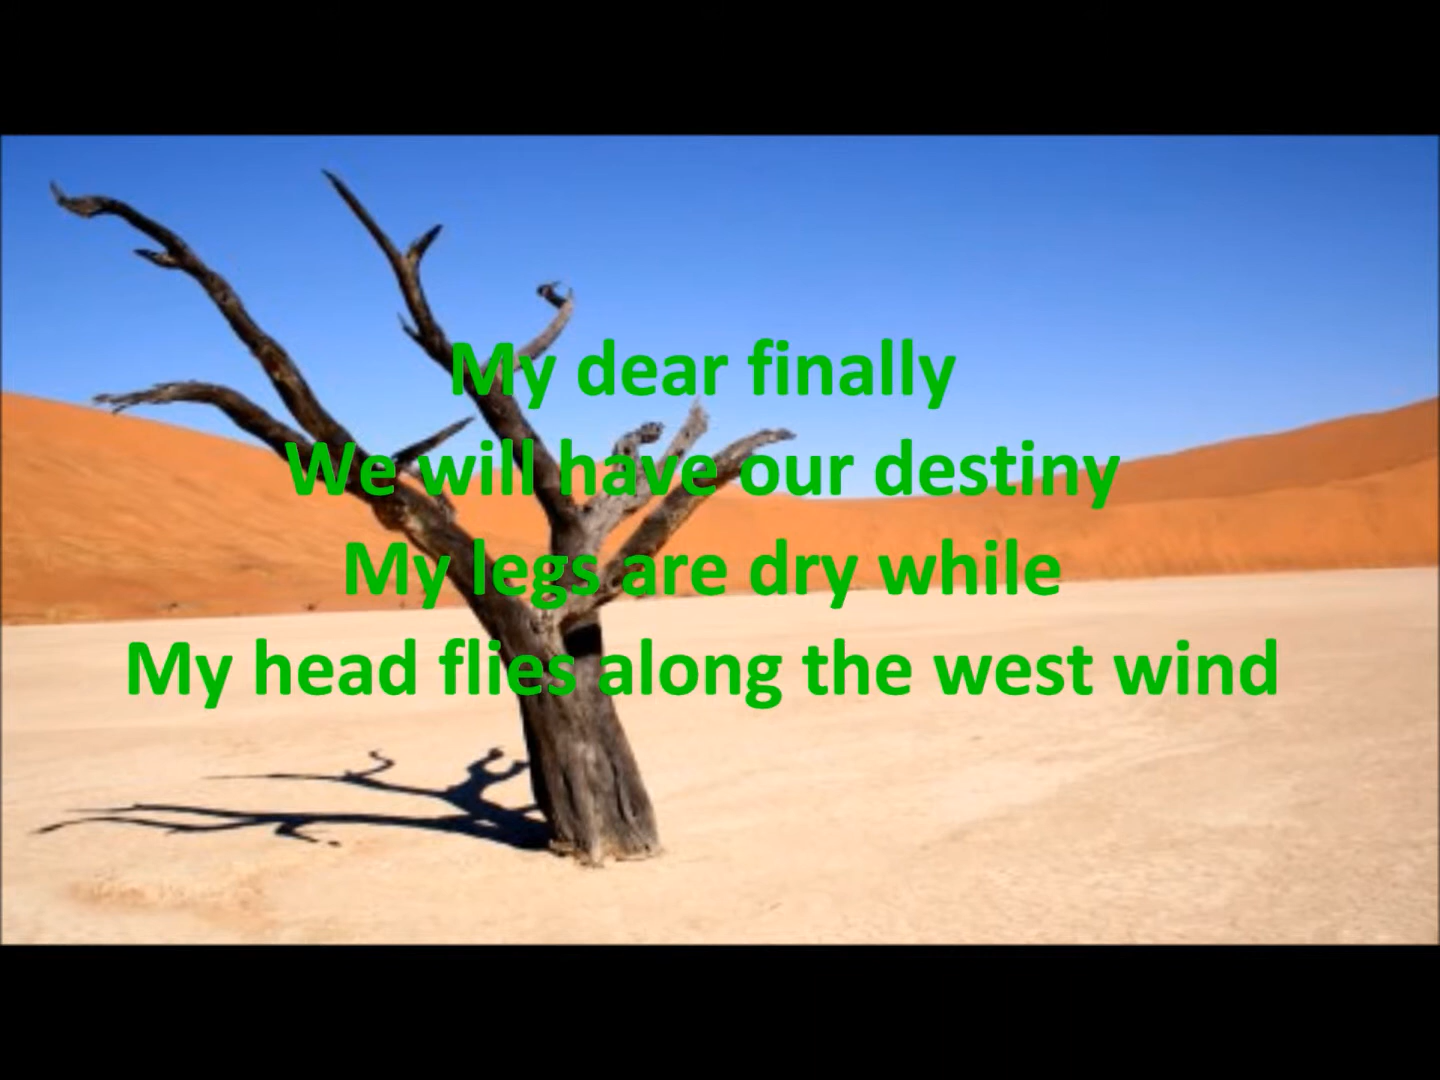 My dear finally
We will have our destiny
My legs are dry while
My head flies along the west wind